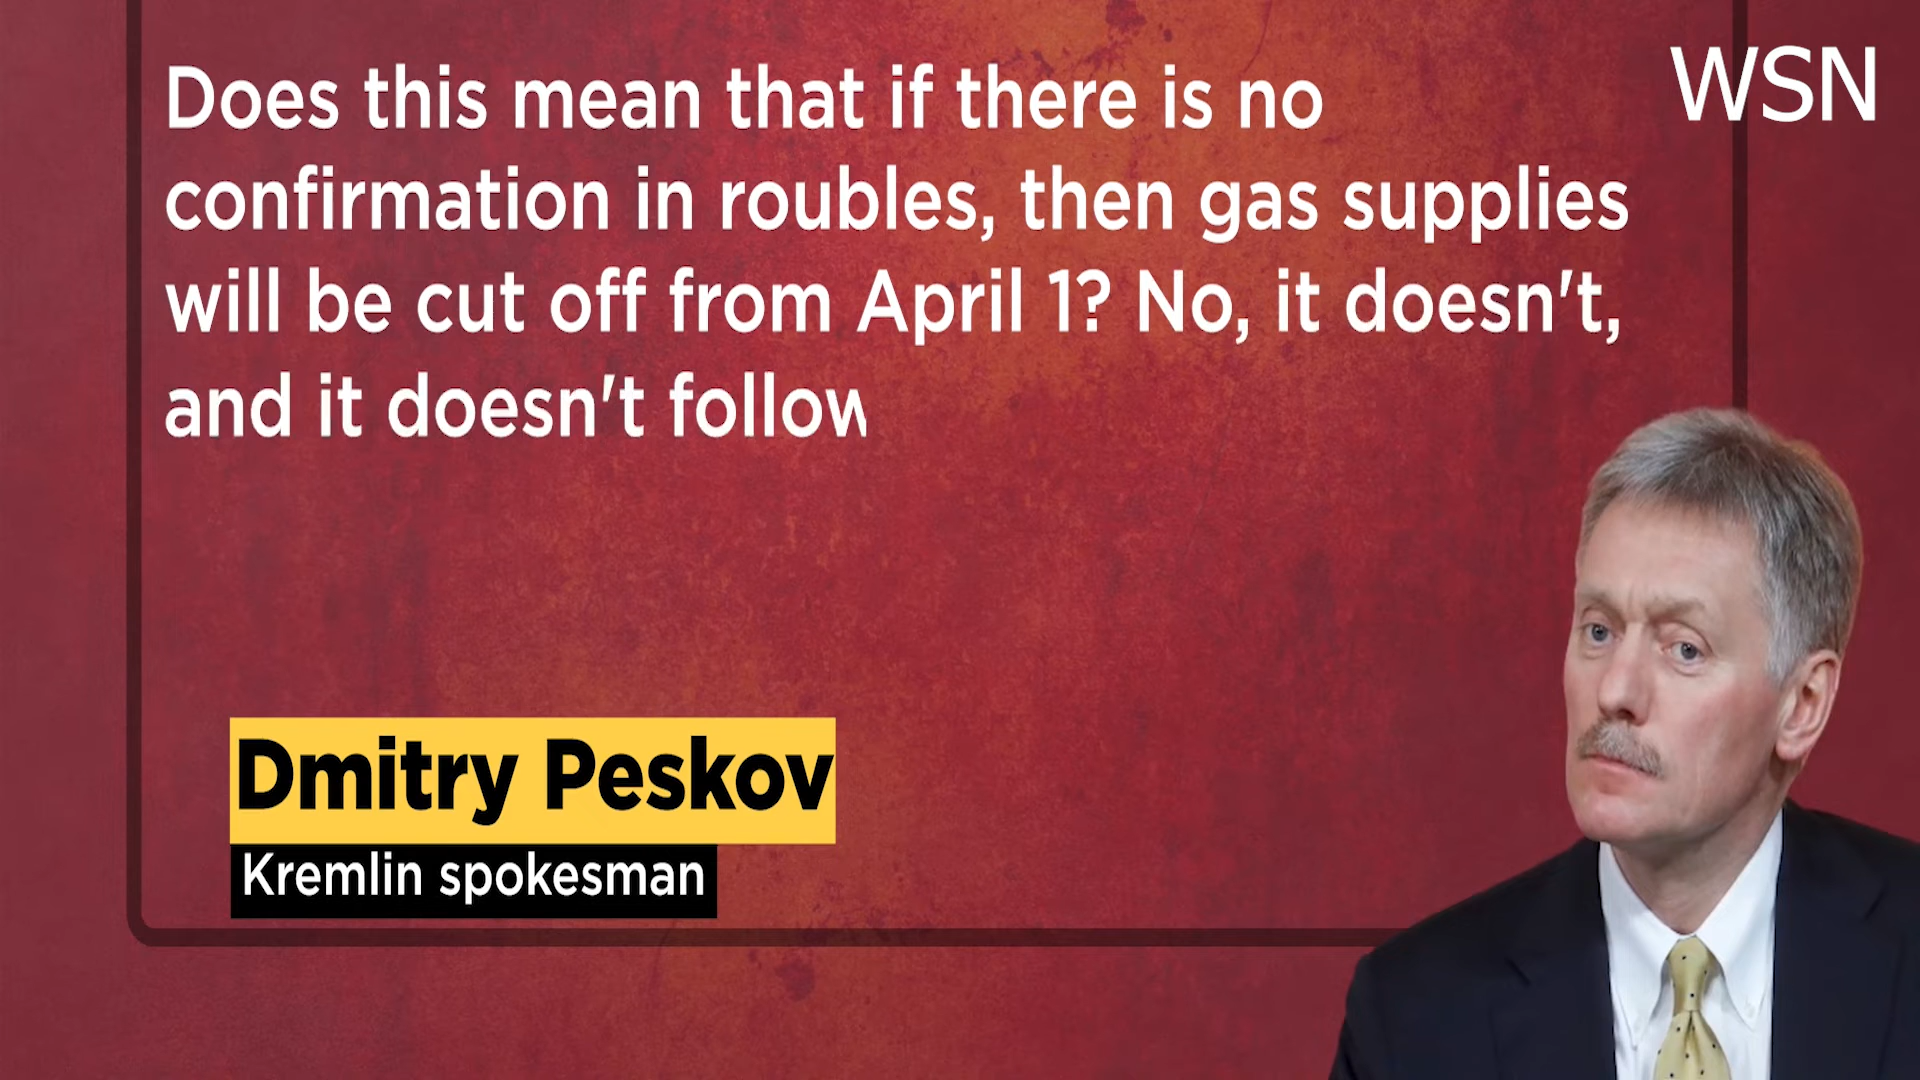 WSN
Does this mean that if there is no
confirmation in roubles, then gas supplies
will be cut off from April 1? No, it doesn't,
and it doesn't follow
Dmitry Peskov
Kremlin spokesman